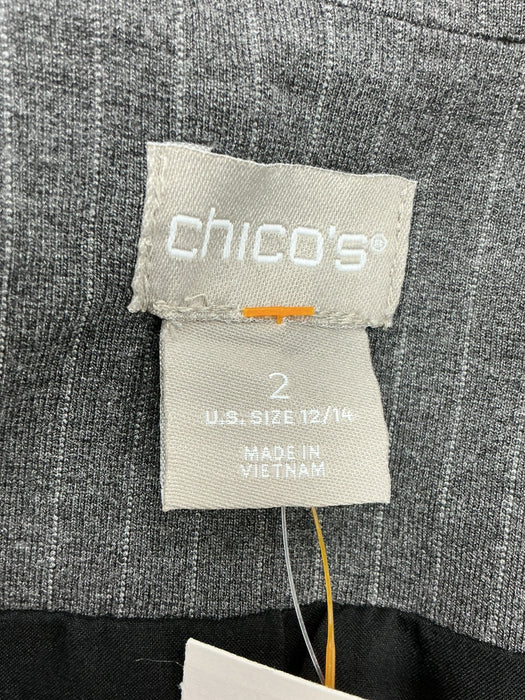 chico's®
2
U.S. SIZE 12/14
MADE IN
VIETNAM